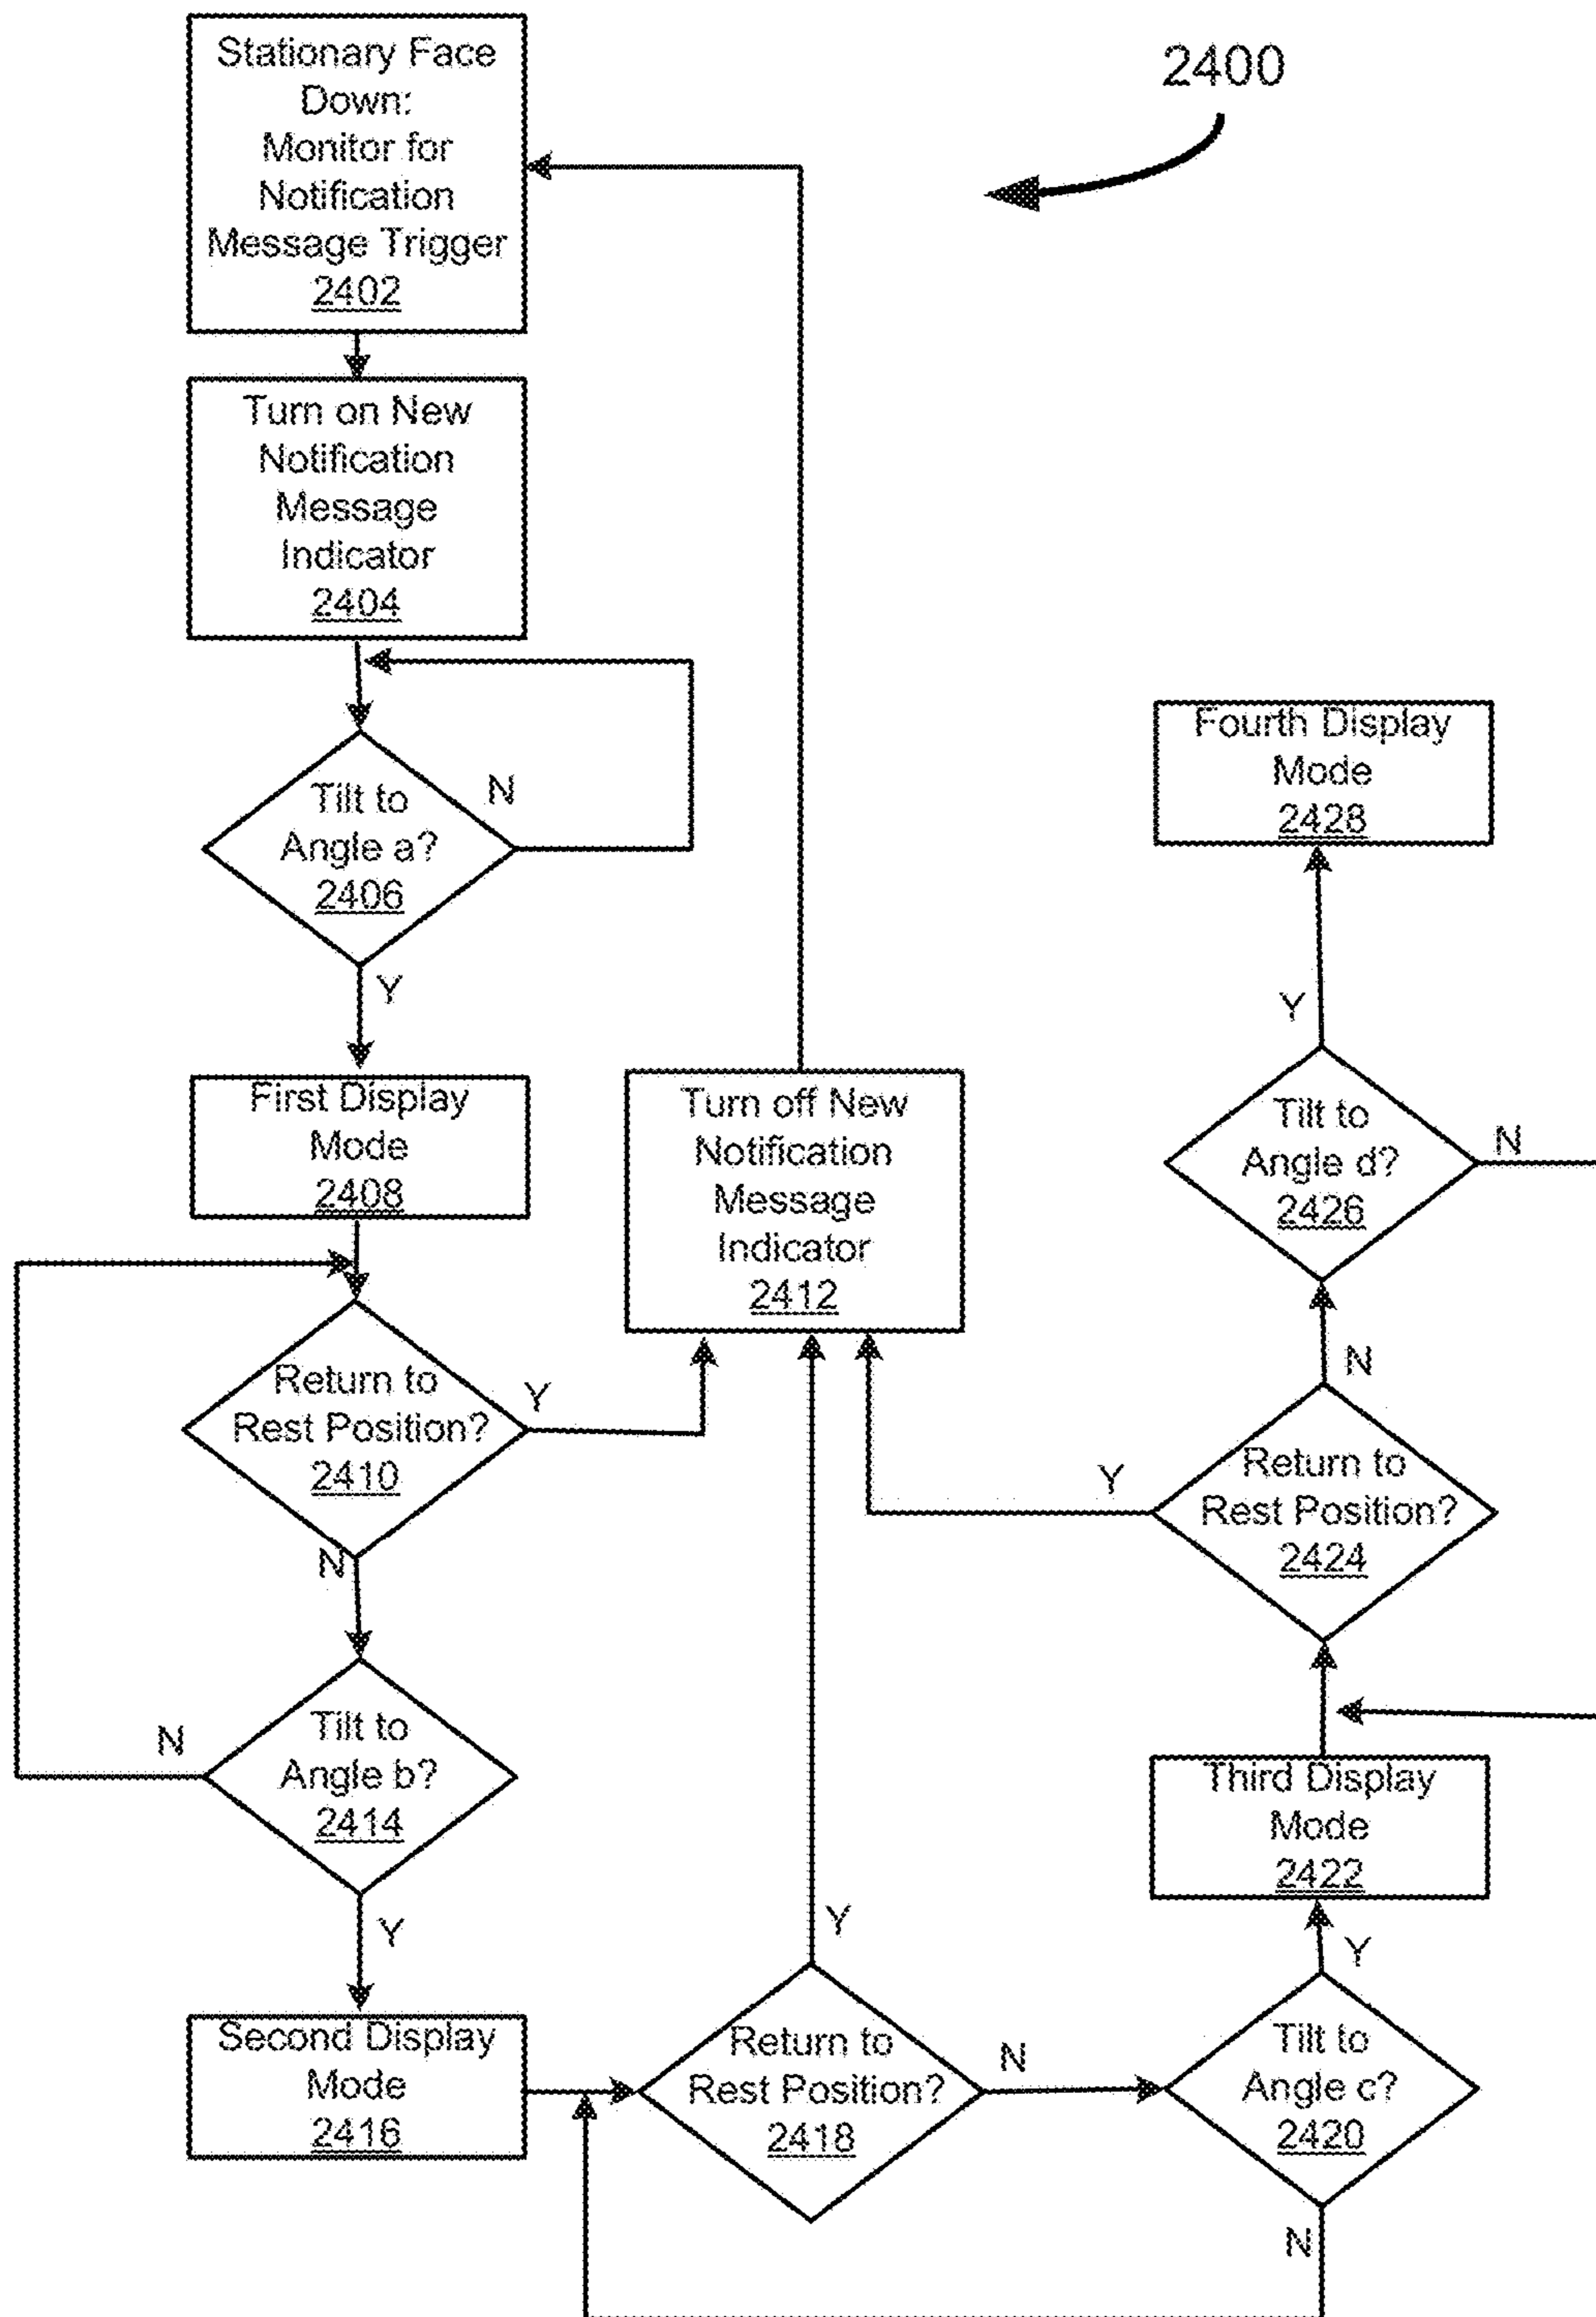 2400
Stationary Face
Down:
Monitor for
Notification
Message Trigger
2402
Turn on New
Notification
Message
Indicator
2404
Tilt to
Angle a?
2406
N
Y
First Display
Mode
2408
Return to
Rest Position?
2410
Y
N
Turn off New
Notification
Message
Indicator
2412
Tilt to
Angle b?
2414
N
Y
Second Display
Mode
2416
Return to
Rest Position?
2418
Y
N
Tilt to
Angle c?
2420
Y
N
Third Display
Mode
2422
Return to
Rest Position?
2424
Y
N
Tilt to
Angle d?
2426
N
Y
Fourth Display
Mode
2428